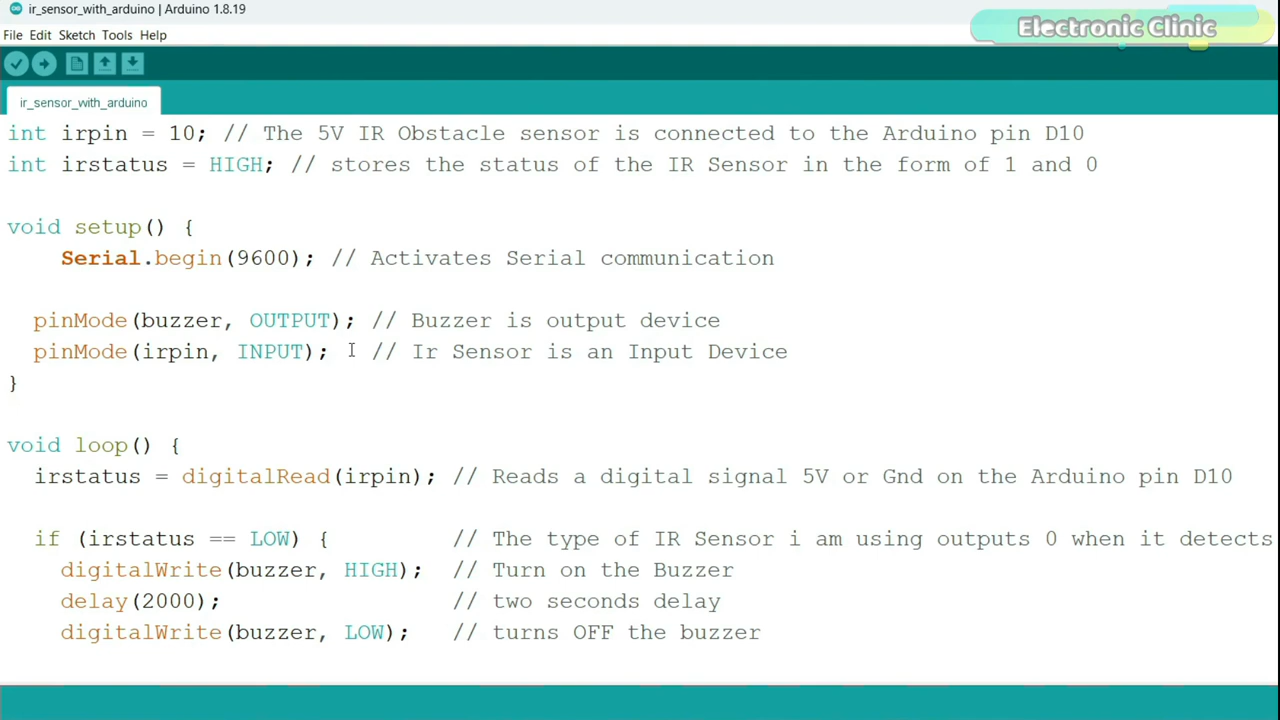 ir_sensor_with_arduino | Arduino 1.8.19
Electronic Clinic
File Edit Sketch Tools Help
ir_sensor_with_arduino
int irpin = 10; // The 5V IR Obstacle sensor is connected to the Arduino pin D10
int irstatus = HIGH; // stores the status of the IR Sensor in the form of 1 and 0
void setup() {
Serial.begin(9600); // Activates Serial communication
pinMode(buzzer, OUTPUT); // Buzzer is output device
pinMode(irpin, INPUT); // Ir Sensor is an Input Device
}
void loop() {
irstatus = digitalRead(irpin); // Reads a digital signal 5V or Gnd on the Arduino pin D10
if (irstatus == LOW) { // The type of IR Sensor i am using outputs 0 when it detects
digitalWrite(buzzer, HIGH); // Turn on the Buzzer
delay(2000); // two seconds delay
digitalWrite(buzzer, LOW); // turns OFF the buzzer